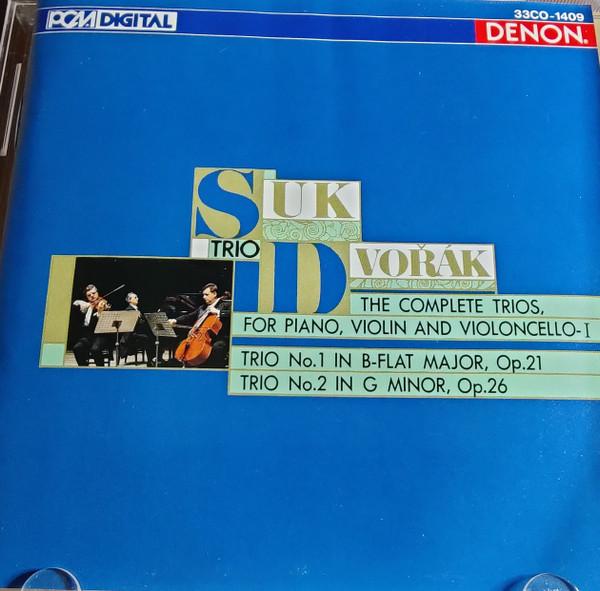 PCM DIGITAL
33CO-1409
DENON®
SUK
TRIO
DVOŘÁK
THE COMPLETE TRIOS,
FOR PIANO, VIOLIN AND VIOLONCELLO-I
TRIO No.1 IN B-FLAT MAJOR, Op.21
TRIO No.2 IN G MINOR, Op.26